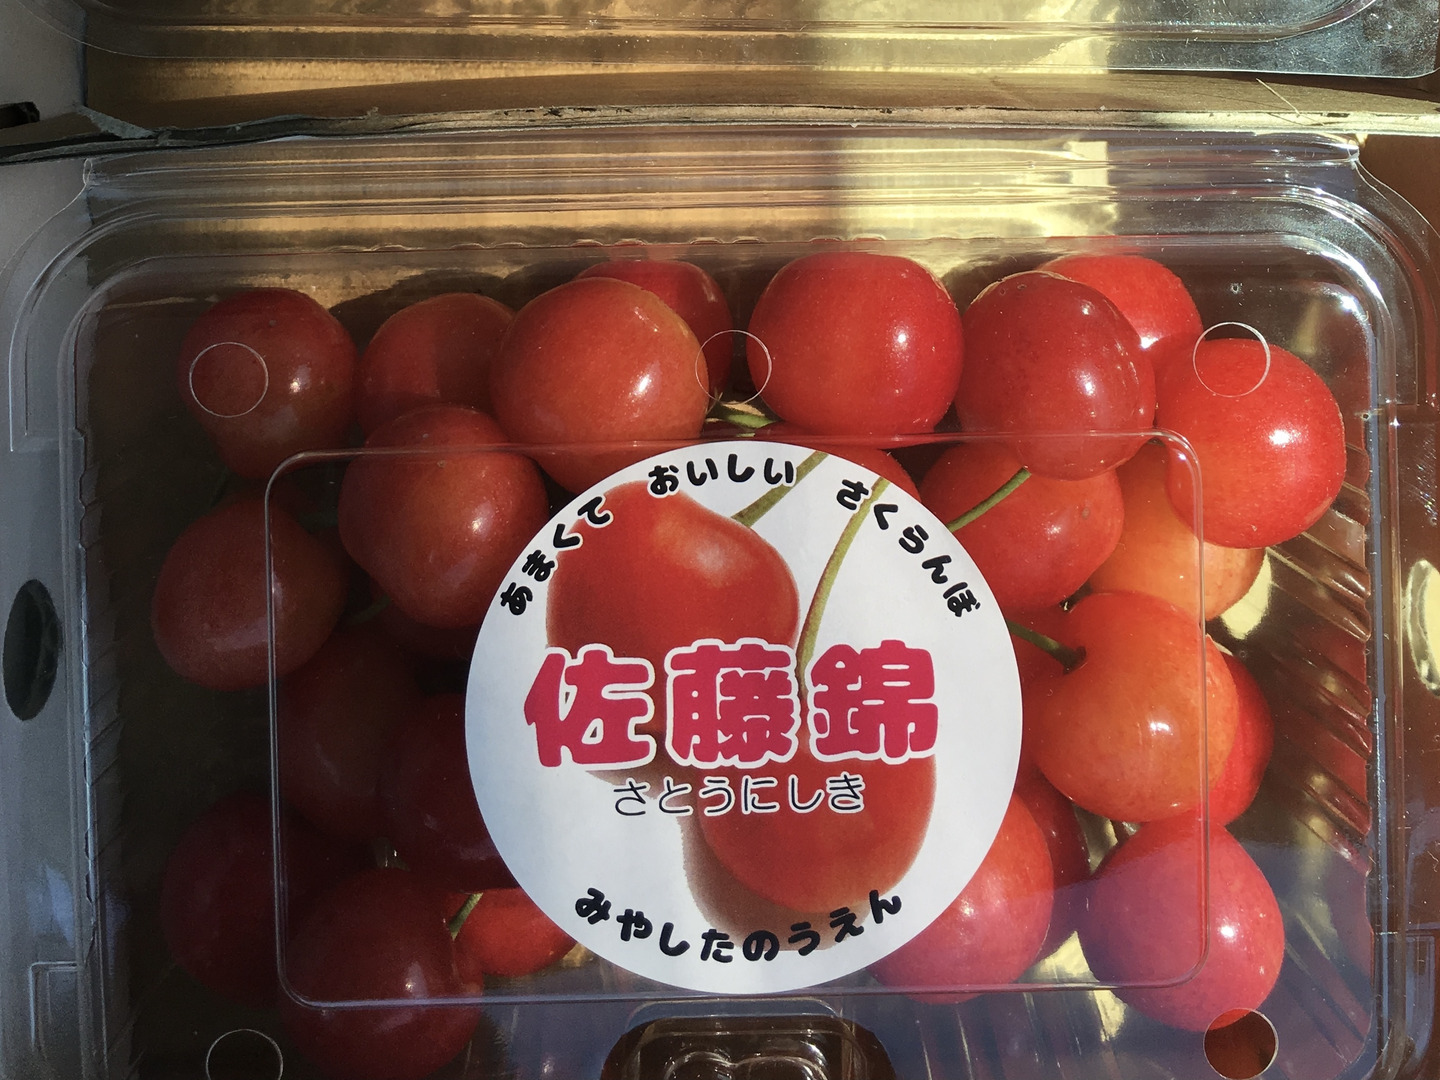 あまくて おいしい さくらんぼ
佐藤錦
さとうにしき
みやしたのうえん